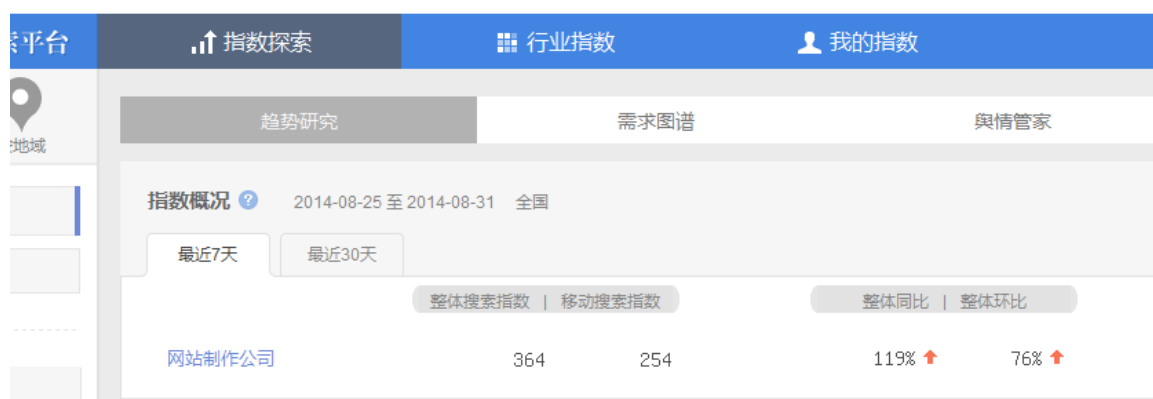 平台 指数探索 行业指数 我的指数
趋势研究 需求图谱 舆情管家
地域
指数概况 ? 2014-08-25 至 2014-08-31 全国
最近7天 最近30天
整体搜索指数 | 移动搜索指数 整体同比 | 整体环比
网站制作公司 364 254 119% 76%